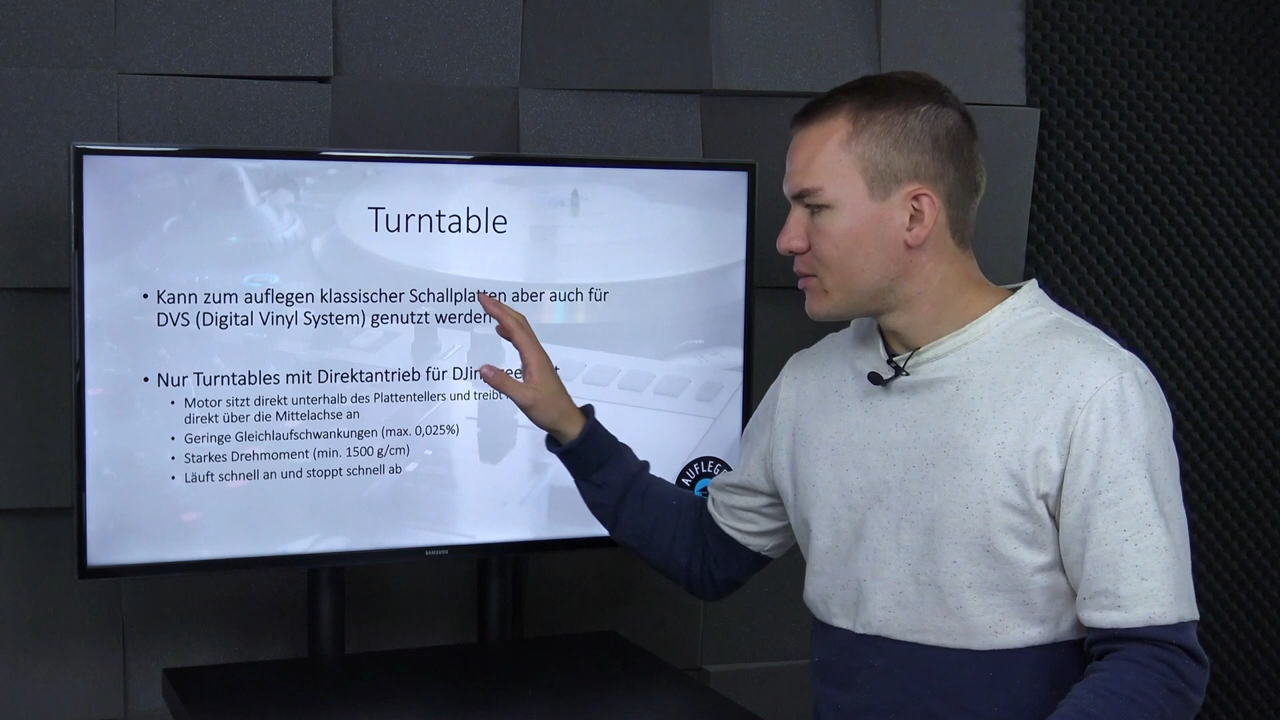 Turntable
• Kann zum auflegen klassischer Schallplatten aber auch für
DVS (Digital Vinyl System) genutzt werden
• Nur Turntables mit Direktantrieb für
• Motor sitzt direkt unterhalb des Plattentellers und treibt
direkt über die Mittelachse an
• Geringe Gleichlaufschwankungen (max. 0,025%)
• Starkes Drehmoment (min. 1500 g/cm)
• Läuft schnell an und stoppt schnell ab
SAMSUNG